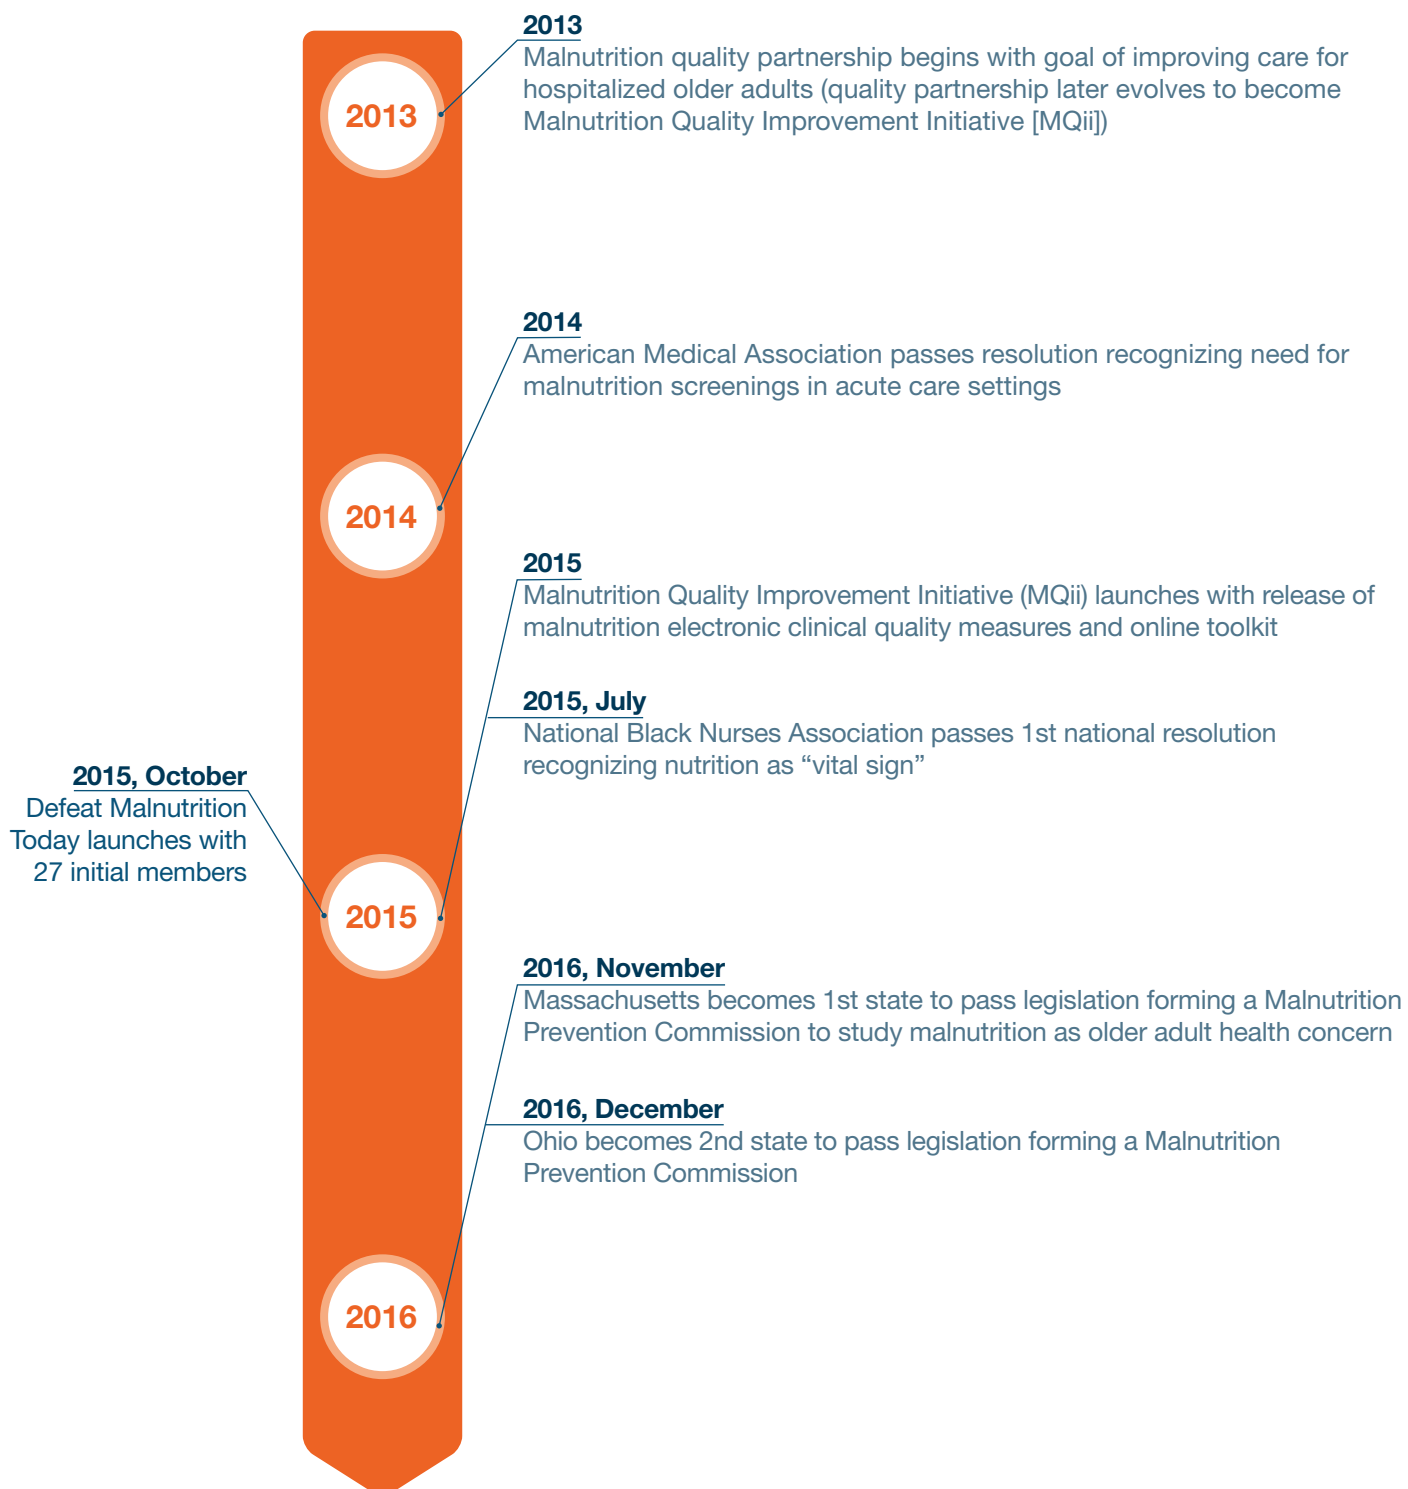 2013
Malnutrition quality partnership begins with goal of improving care for
hospitalized older adults (quality partnership later evolves to become
Malnutrition Quality Improvement Initiative [MQii])
2013
2014
American Medical Association passes resolution recognizing need for
malnutrition screenings in acute care settings
2014
2015
Malnutrition Quality Improvement Initiative (MQii) launches with release of
malnutrition electronic clinical quality measures and online toolkit
2015, July
National Black Nurses Association passes 1st national resolution
recognizing nutrition as “vital sign”
2015, October
Defeat Malnutrition
Today launches with
27 initial members
2015
2016, November
Massachusetts becomes 1st state to pass legislation forming a Malnutrition
Prevention Commission to study malnutrition as older adult health concern
2016, December
Ohio becomes 2nd state to pass legislation forming a Malnutrition
Prevention Commission
2016